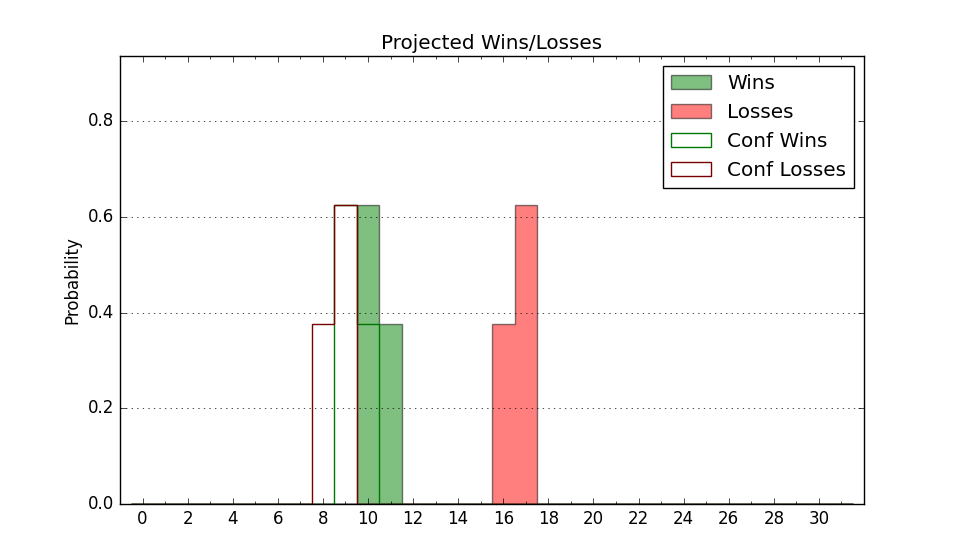 Projected Wins/Losses
Wins
Losses
Conf Wins
Conf Losses
Probability
0.8
0.6
0.4
0.2
0.0
0 2 4 6 8 10 12 14 16 18 20 22 24 26 28 30